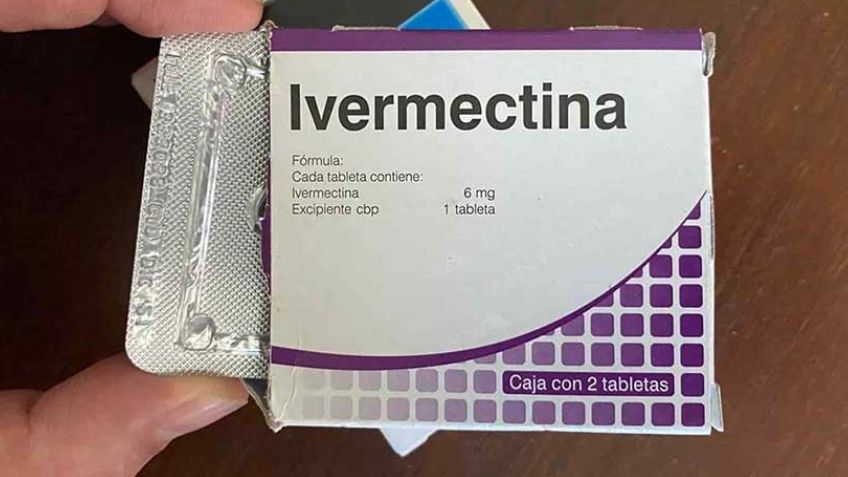 Ivermectina
Fórmula:
Cada tableta contiene:
Ivermectina 6 mg
Excipiente cbp 1 tableta
Caja con 2 tabletas